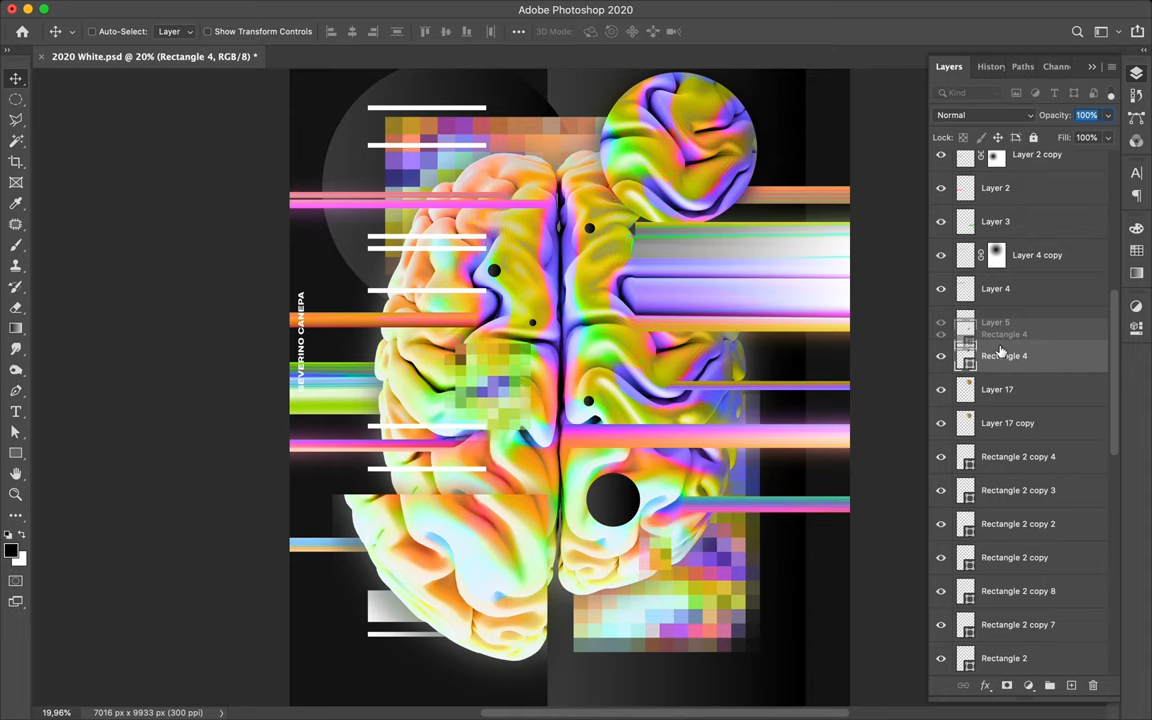 Adobe Photoshop 2020
Auto-Select:
Layer
Show Transform Controls
3D Mode:
2020 White.psd @ 20% (Rectangle 4, RGB/8) *
Layers
Histor
Paths
Chann
Kind
Normal
Opacity:
100%
Lock:
Fill:
100%
Layer 2 copy
Layer 2
Layer 3
Layer 4 copy
Layer 4
Layer 5
Rectangle 4
Rectangle 4
Layer 17
Layer 17 copy
Rectangle 2 copy 4
Rectangle 2 copy 3
Rectangle 2 copy 2
Rectangle 2 copy
Rectangle 2 copy 8
Rectangle 2 copy 7
Rectangle 2
SEVERINO CANEPA
19,96%
7016 px x 9933 px (300 ppi)